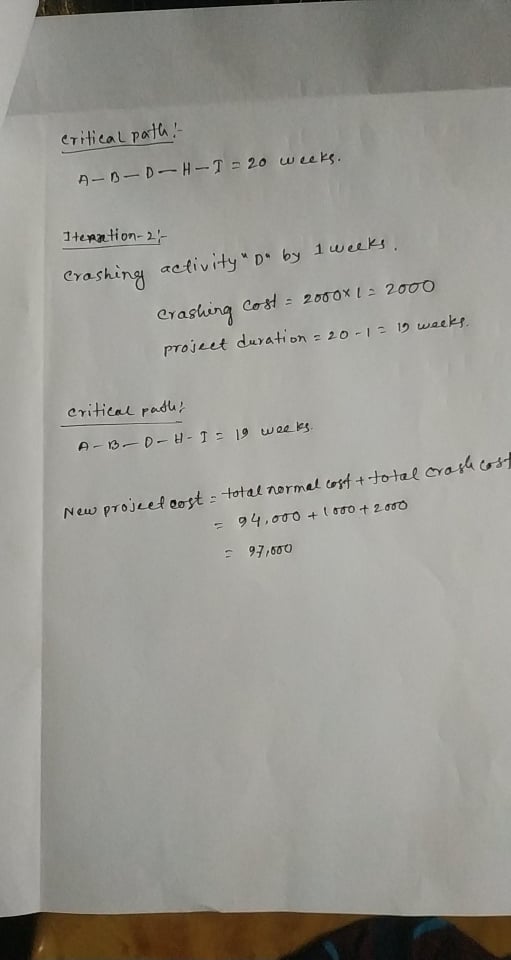 critical path:-
A-B-D-H-I = 20 weeks.
Iteration-2:-
Crashing activity "D" by 1 weeks.
Crashing cost = 2000×1 = 2000
project duration = 20-1 = 19 weeks.
critical path:
A-B-D-H-I = 19 weeks.
New project cost = total normal cost + total crash cost
= 94,000 + 1000 + 2000
= 97,000